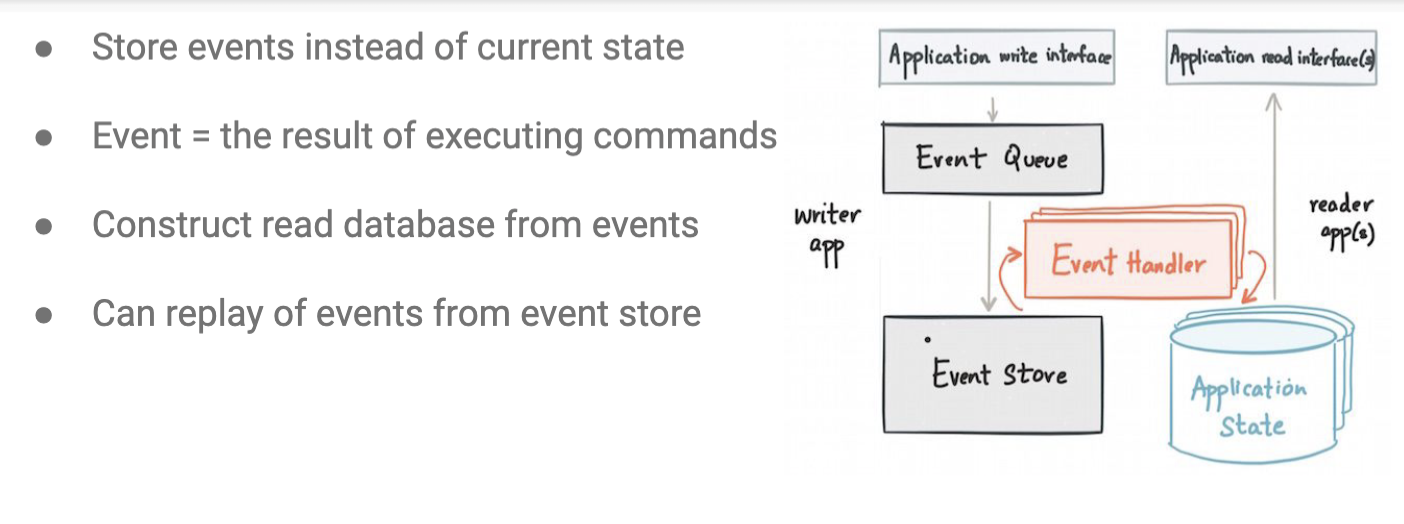 Store events instead of current state
Event = the result of executing commands
Construct read database from events
Can replay of events from event store
Application write interface
Application read interface(s)
Event Queue
writer
app
Event Handler
reader
app(s)
Event Store
Application
State